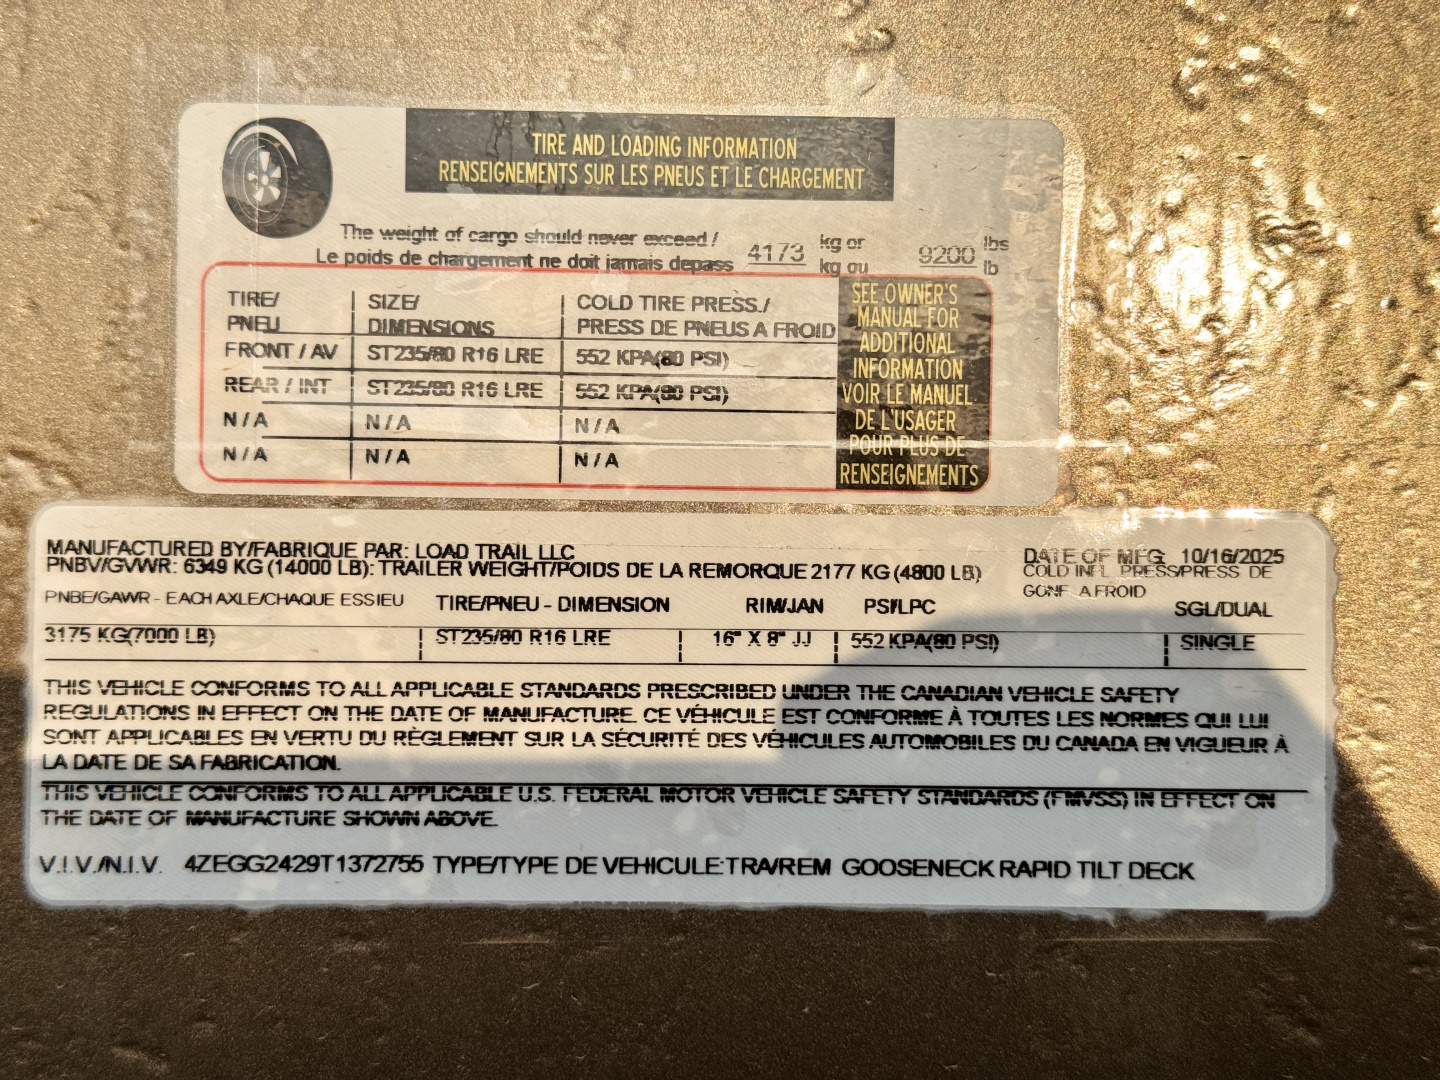 TIRE AND LOADING INFORMATION
RENSEIGNEMENTS SUR LES PNEUS ET LE CHARGEMENT
The weight of cargo should never exceed / 4173 kg or 9200 lbs
Le poids de chargement ne doit jamais depass kg ou lb
TIRE/ SIZE/ COLD TIRE PRESS./
PNEU DIMENSIONS PRESS DE PNEUS A FROID
FRONT / AV ST235/80 R16 LRE 552 KPA(80 PSI)
REAR / INT ST235/80 R16 LRE 552 KPA(80 PSI)
N / A N / A N / A
N / A N / A N / A
SEE OWNER'S
MANUAL FOR
ADDITIONAL
INFORMATION
VOIR LE MANUEL
DE L'USAGER
POUR PLUS DE
RENSEIGNEMENTS
MANUFACTURED BY/FABRIQUE PAR: LOAD TRAIL LLC DATE OF MFG: 10/16/2025
PNBV/GVWR: 6349 KG (14000 LB): TRAILER WEIGHT/POIDS DE LA REMORQUE 2177 KG (4800 LB)
COLD INFL. PRESS/PRESS DE
GONF. A FROID
PNBE/GAWR - EACH AXLE/CHAQUE ESSIEU TIRE/PNEU - DIMENSION RIM/JAN PSI/LPC SGL/DUAL
3175 KG(7000 LB) ST235/80 R16 LRE 16" X 8" JJ 552 KPA(80 PSI) SINGLE
THIS VEHICLE CONFORMS TO ALL APPLICABLE STANDARDS PRESCRIBED UNDER THE CANADIAN VEHICLE SAFETY
REGULATIONS IN EFFECT ON THE DATE OF MANUFACTURE. CE VÉHICULE EST CONFORME À TOUTES LES NORMES QUI LUI
SONT APPLICABLES EN VERTU DU RÈGLEMENT SUR LA SÉCURITÉ DES VÉHICULES AUTOMOBILES DU CANADA EN VIGUEUR À
LA DATE DE SA FABRICATION.
THIS VEHICLE CONFORMS TO ALL APPLICABLE U.S. FEDERAL MOTOR VEHICLE SAFETY STANDARDS (FMVSS) IN EFFECT ON
THE DATE OF MANUFACTURE SHOWN ABOVE.
V.I.V./N.I.V. 4ZEGG2429T1372755 TYPE/TYPE DE VEHICULE:TRA/REM GOOSENECK RAPID TILT DECK